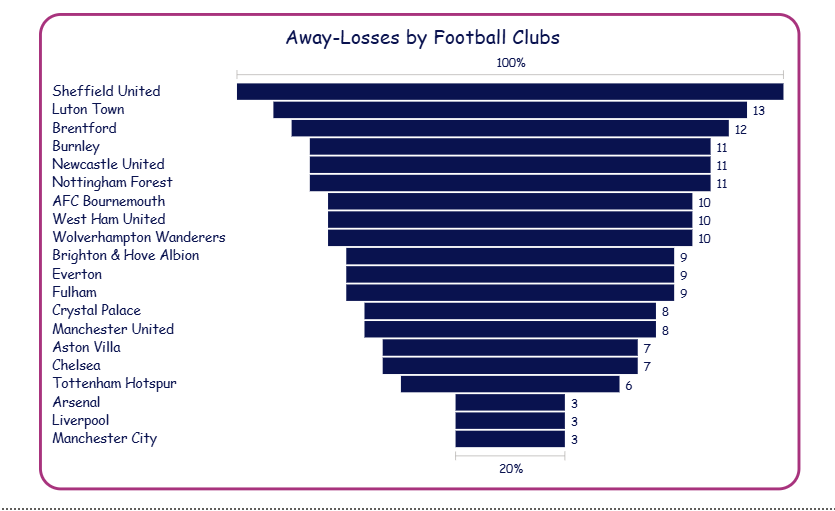 Away-Losses by Football Clubs
100%
Sheffield United
Luton Town 13
Brentford 12
Burnley 11
Newcastle United 11
Nottingham Forest 11
AFC Bournemouth 10
West Ham United 10
Wolverhampton Wanderers 10
Brighton & Hove Albion 9
Everton 9
Fulham 9
Crystal Palace 8
Manchester United 8
Aston Villa 7
Chelsea 7
Tottenham Hotspur 6
Arsenal 3
Liverpool 3
Manchester City 3
20%